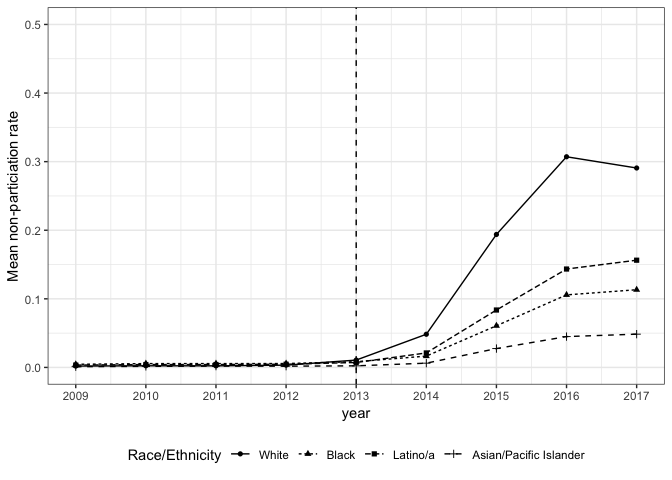 0.5
0.4
0.3
0.2
0.1
0.0
Mean non-particiation rate
2009 2010 2011 2012 2013 2014 2015 2016 2017
year
Race/Ethnicity White Black Latino/a Asian/Pacific Islander